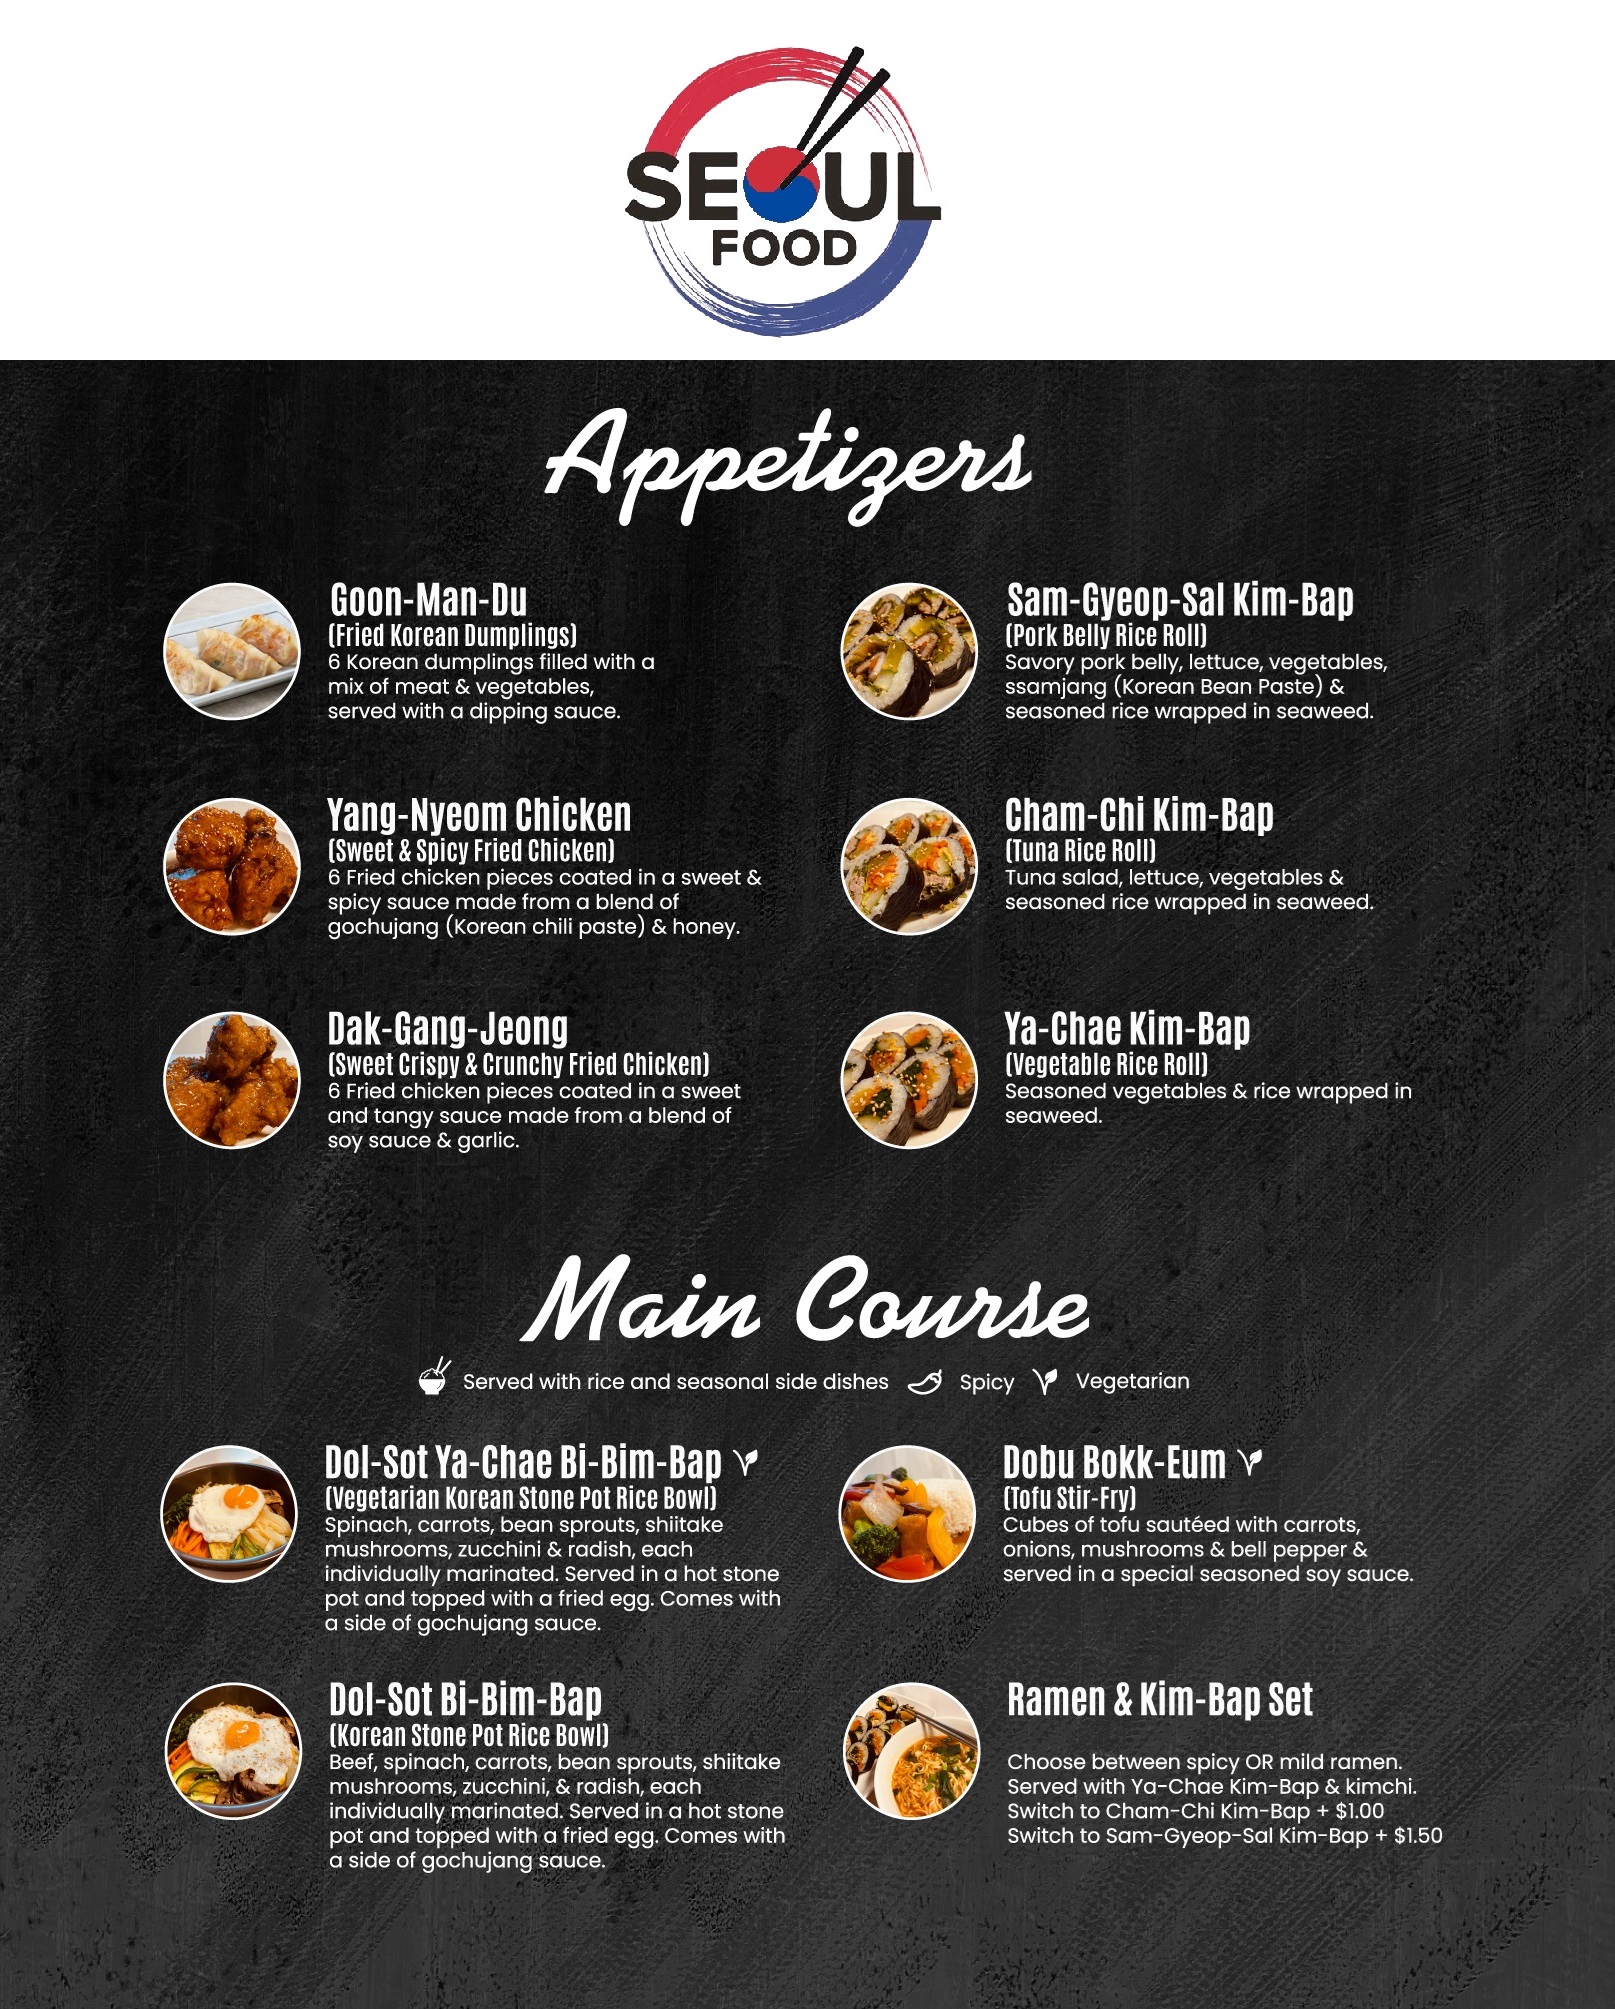 SEOUL
FOOD
Appetizers
Goon-Man-Du
(Fried Korean Dumplings)
6 Korean dumplings filled with a
mix of meat & vegetables,
served with a dipping sauce.
Yang-Nyeom Chicken
(Sweet & Spicy Fried Chicken)
6 Fried chicken pieces coated in a sweet &
spicy sauce made from a blend of
gochujang (Korean chili paste) & honey.
Dak-Gang-Jeong
(Sweet Crispy & Crunchy Fried Chicken)
6 Fried chicken pieces coated in a sweet
and tangy sauce made from a blend of
soy sauce & garlic.
Sam-Gyeop-Sal Kim-Bap
(Pork Belly Rice Roll)
Savory pork belly, lettuce, vegetables,
ssamjang (Korean Bean Paste) &
seasoned rice wrapped in seaweed.
Cham-Chi Kim-Bap
(Tuna Rice Roll)
Tuna salad, lettuce, vegetables &
seasoned rice wrapped in seaweed.
Ya-Chae Kim-Bap
(Vegetable Rice Roll)
Seasoned vegetables & rice wrapped in
seaweed.
Main Course
Served with rice and seasonal side dishes Spicy Vegetarian
Dol-Sot Ya-Chae Bi-Bim-Bap
(Vegetarian Korean Stone Pot Rice Bowl)
Spinach, carrots, bean sprouts, shiitake
mushrooms, zucchini & radish, each
individually marinated. Served in a hot stone
pot and topped with a fried egg. Comes with
a side of gochujang sauce.
Dol-Sot Bi-Bim-Bap
(Korean Stone Pot Rice Bowl)
Beef, spinach, carrots, bean sprouts, shiitake
mushrooms, zucchini, & radish, each
individually marinated. Served in a hot stone
pot and topped with a fried egg. Comes with
a side of gochujang sauce.
Dobu Bokk-Eum
(Tofu Stir-Fry)
Cubes of tofu sautéed with carrots,
onions, mushrooms & bell pepper &
served in a special seasoned soy sauce.
Ramen & Kim-Bap Set
Choose between spicy OR mild ramen.
Served with Ya-Chae Kim-Bap & kimchi.
Switch to Cham-Chi Kim-Bap + $1.00
Switch to Sam-Gyeop-Sal Kim-Bap + $1.50